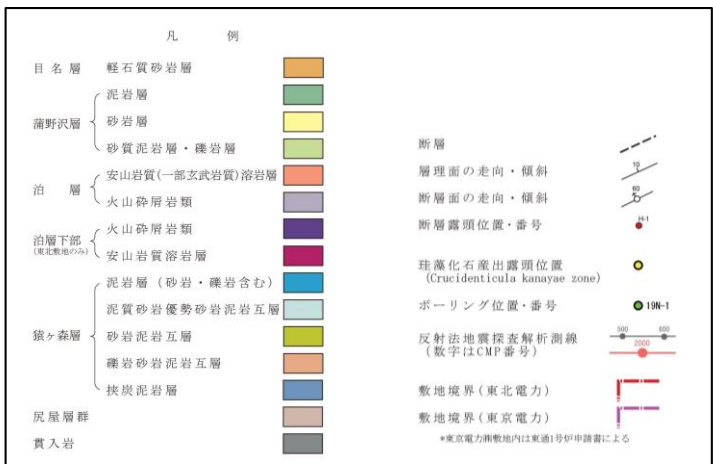 凡 例
目名層 軽石質砂岩層
泥岩層
蒲野沢層 砂岩層
砂質泥岩層・礫岩層
安山岩質(一部玄武岩質)溶岩層
泊層
火山砕屑岩類
泊層下部 火山砕屑岩類
(東北敷地のみ)
安山岩質溶岩層
泥岩層(砂岩・礫岩含む)
泥質砂岩優勢砂岩泥岩互層
猿ヶ森層 砂岩泥岩互層
礫岩砂岩泥岩互層
挟炭泥岩層
尻屋層群
貫入岩
断層
層理面の走向・傾斜 10
断層面の走向・傾斜 60
断層露頭位置・番号 H-1
珪藻化石産出露頭位置
(Crucidenticula kanayae zone)
ボーリング位置・番号 19N-1
反射法地震探査解析測線 500 600
(数字はCMP番号) 2000
敷地境界(東北電力)
敷地境界(東京電力)
*東京電力㈱敷地内は東通1号炉申請書による